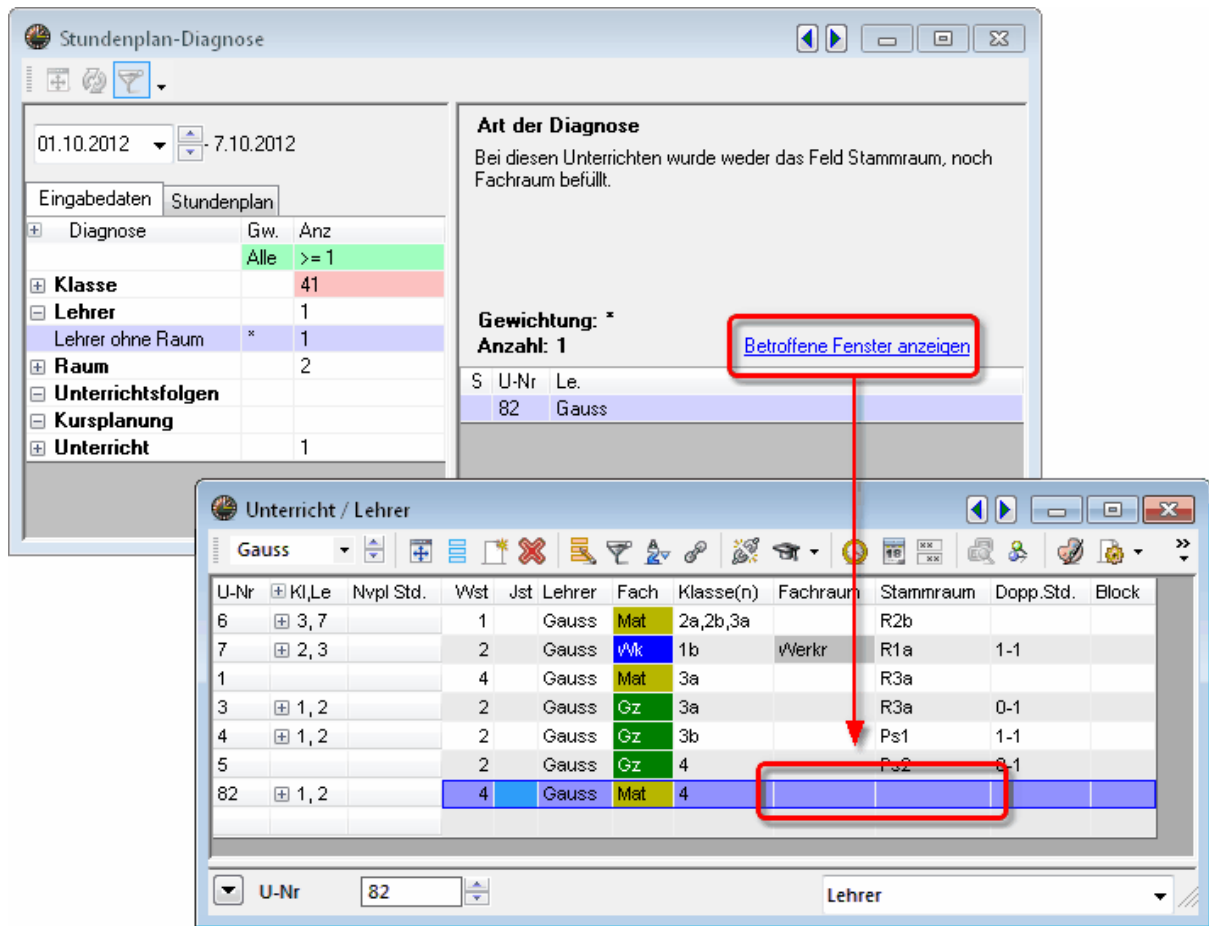 Stundenplan-Diagnose
01.10.2012 - 7.10.2012
Eingabedaten Stundenplan
Diagnose Gw. Anz
Alle >= 1
Klasse 41
Lehrer 1
Lehrer ohne Raum * 1
Raum 2
Unterrichtsfolgen
Kursplanung
Unterricht 1
Art der Diagnose
Bei diesen Unterrichten wurde weder das Feld Stammraum, noch
Fachraum befüllt.
Gewichtung: *
Anzahl: 1 Betroffene Fenster anzeigen
S U-Nr Le.
82 Gauss
Unterricht / Lehrer
Gauss
U-Nr Kl,Le Nvpl Std. Wst Jst Lehrer Fach Klasse(n) Fachraum Stammraum Dopp.Std. Block
6 3, 7 1 Gauss Mat 2a,2b,3a R2b
7 2, 3 2 Gauss Wk 1b Werkr R1a 1-1
1 4 Gauss Mat 3a R3a
3 1, 2 2 Gauss Gz 3a R3a 0-1
4 1, 2 2 Gauss Gz 3b Ps1 1-1
5 2 Gauss Gz 4 Ps2 0-1
82 1, 2 4 Gauss Mat 4
U-Nr 82 Lehrer